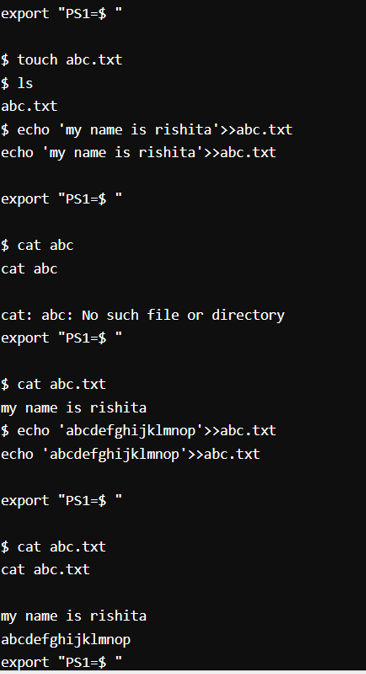 export "PS1=$ "
$ touch abc.txt
$ ls
abc.txt
$ echo 'my name is rishita'>>abc.txt
echo 'my name is rishita'>>abc.txt
export "PS1=$ "
$ cat abc
cat abc
cat: abc: No such file or directory
export "PS1=$ "
$ cat abc.txt
my name is rishita
$ echo 'abcdefghijklmnop'>>abc.txt
echo 'abcdefghijklmnop'>>abc.txt
export "PS1=$ "
$ cat abc.txt
cat abc.txt
my name is rishita
abcdefghijklmnop
export "PS1=$ "